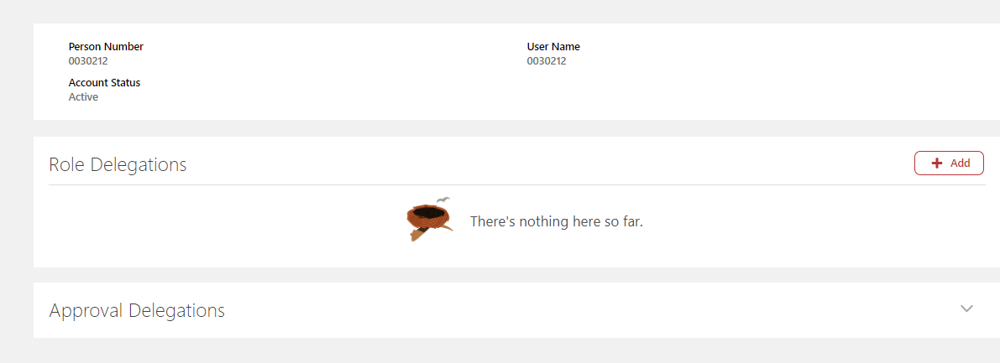 Person Number
0030212
User Name
0030212
Account Status
Active
Role Delegations
Add
There's nothing here so far.
Approval Delegations